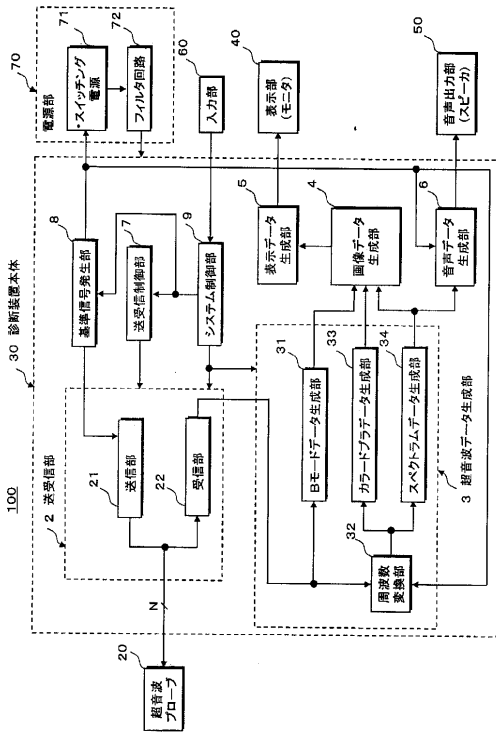 100
30 診断装置本体
70
電源部
71
・スイッチング
電源
72
フィルタ回路
60
入力部
40
表示部
(モニタ)
50
音声出力部
(スピーカ)
8
基準信号発生部
7
送受信制御部
9
システム制御部
5
表示データ
生成部
4
画像データ
生成部
6
音声データ
生成部
2 送受信部
21
送信部
22
受信部
31
Bモードデータ生成部
33
カラードプラデータ生成部
34
スペクトラムデータ生成部
32
周波数
変換部
3 超音波データ生成部
N
20
超音波
プローブ